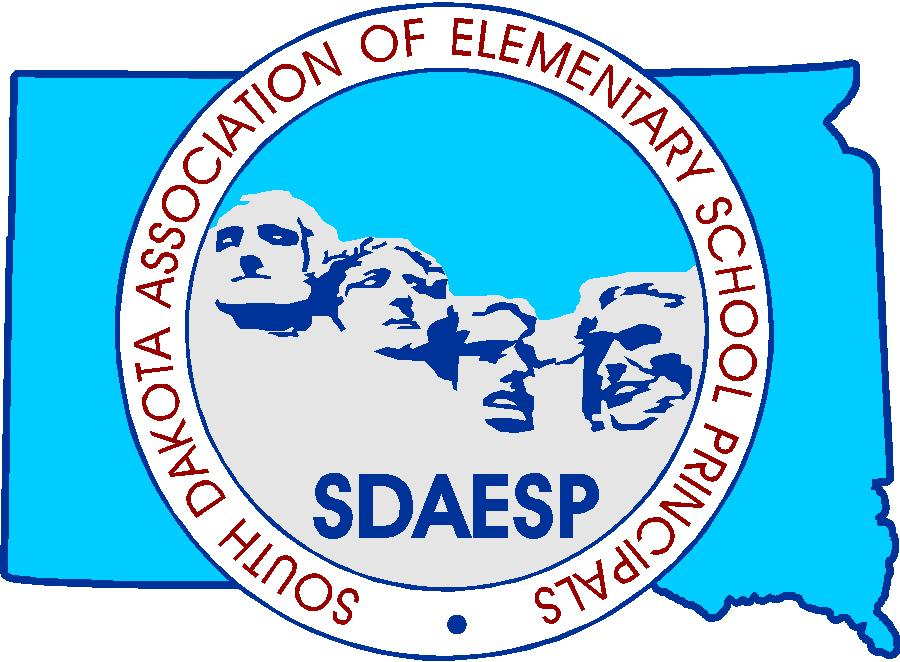 SOUTH DAKOTA ASSOCIATION OF ELEMENTARY SCHOOL PRINCIPALS
SDAESP